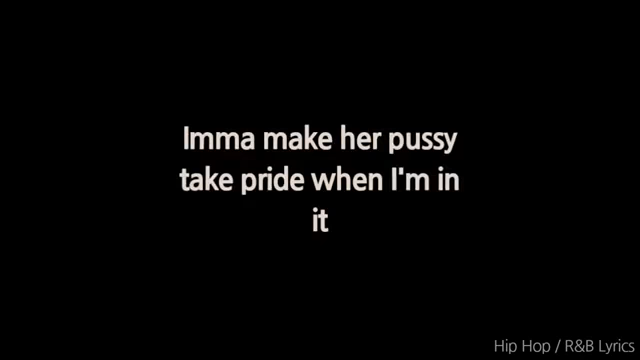 Imma make her pussy
take pride when I'm in
it
Hip Hop / R&B Lyrics